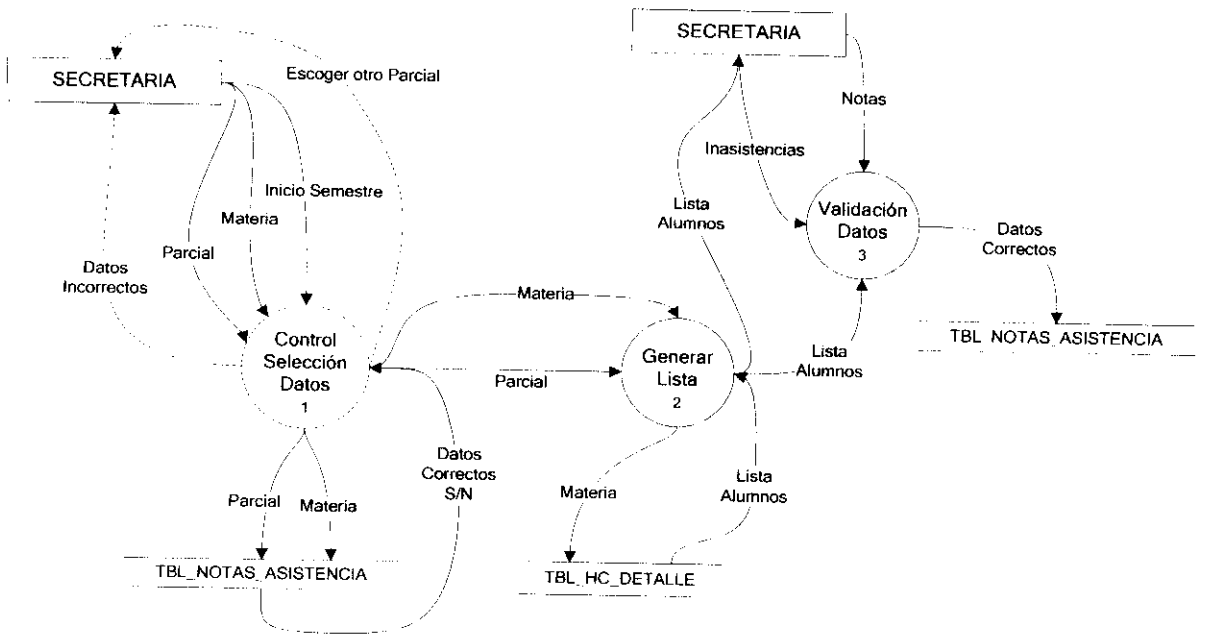 SECRETARIA
Escoger otro Parcial
SECRETARIA
Notas
Inasistencias
Inicio Semestre
Materia
Parcial
Datos
Incorrectos
Lista
Alumnos
Validación
Datos
3
Datos
Correctos
Materia
Control
Selección
Datos
1
Parcial
Generar
Lista
2
Lista
Alumnos
TBL_NOTAS_ASISTENCIA
Datos
Correctos
S/N
Parcial
Materia
Materia
Lista
Alumnos
TBL_NOTAS_ASISTENCIA
TBL_HC_DETALLE